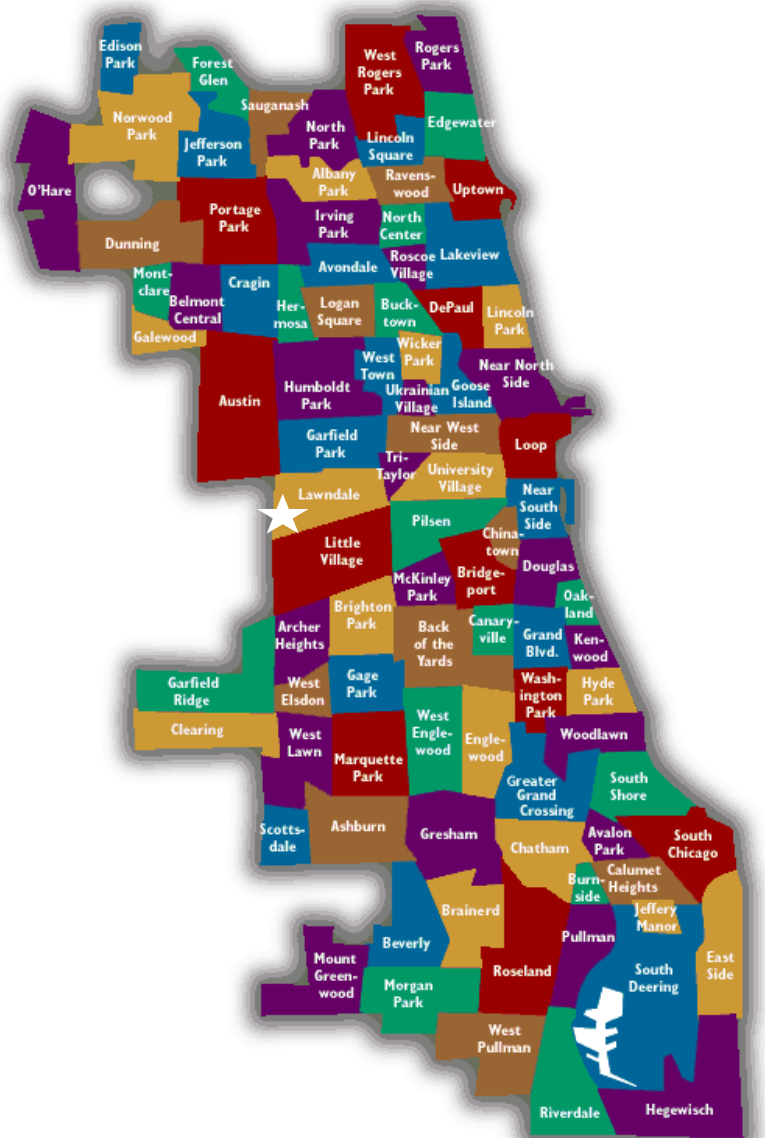 Edison
Park
Forest
Glen
West
Rogers
Park
Rogers
Park
Norwood
Park
Sauganash
North
Park
Lincoln
Square
Edgewater
Jefferson
Park
O'Hare
Albany
Park
Ravens-
wood
Uptown
Portage
Park
Irving
Park
North
Center
Dunning
Avondale
Roscoe
Village
Lakeview
Mont-
clare
Belmont
Central
Cragin
Her-
mosa
Logan
Square
Buck-
town
DePaul
Lincoln
Park
Galewood
West
Town
Wicker
Park
Near North
Side
Austin
Humboldt
Park
Ukrainian
Village
Goose
Island
Garfield
Park
Near West
Side
Loop
Tri-
Taylor
University
Village
Lawndale
Near
South
Side
Pilsen
China-
town
Little
Village
McKinley
Park
Bridge-
port
Douglas
Oak-
land
Brighton
Park
Archer
Heights
Back
of the
Yards
Canary-
ville
Grand
Blvd.
Ken-
wood
Garfield
Ridge
West
Elsdon
Gage
Park
Wash-
ington
Park
Hyde
Park
Clearing
West
Lawn
Marquette
Park
West
Engle-
wood
Engle-
wood
Woodlawn
Greater
Grand
Crossing
South
Shore
Scotts-
dale
Ashburn
Gresham
Chatham
Avalon
Park
South
Chicago
Burn-
side
Calumet
Heights
Brainerd
Jeffery
Manor
Beverly
Pullman
Mount
Green-
wood
Morgan
Park
Roseland
South
Deering
East
Side
West
Pullman
Riverdale
Hegewisch